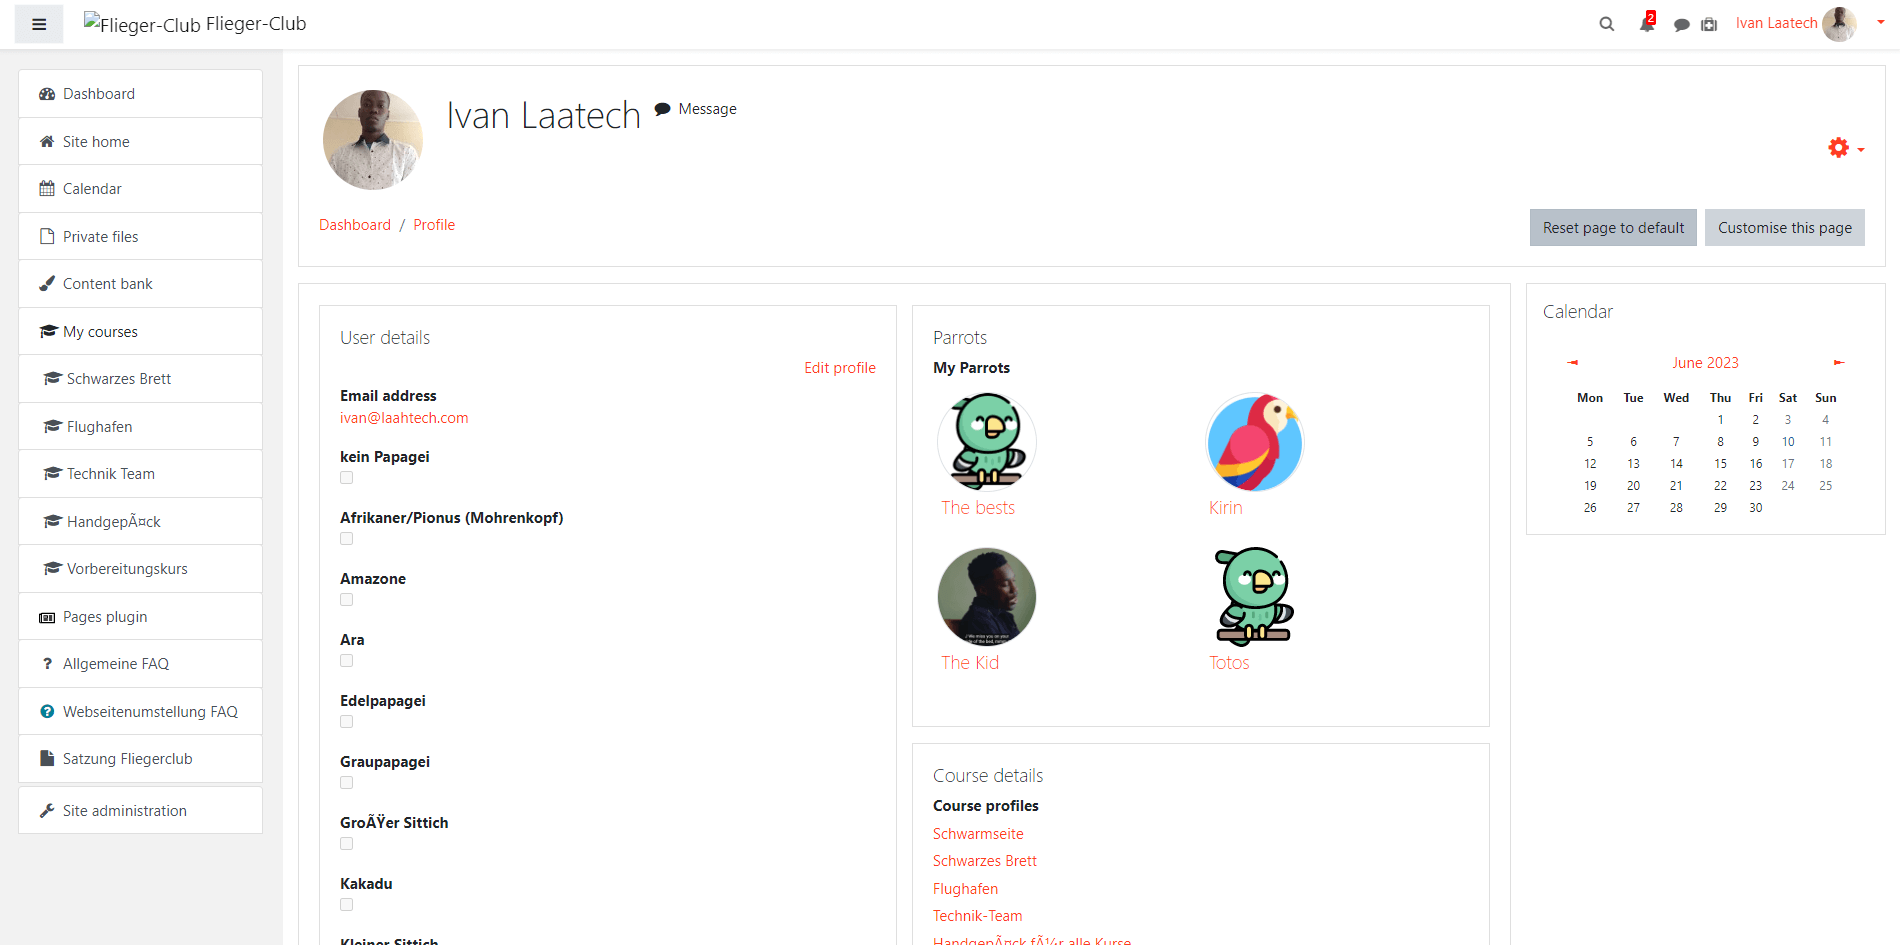 Flieger-Club Flieger-Club
2
Ivan Laatech
Dashboard
Site home
Calendar
Private files
Content bank
My courses
Schwarzes Brett
Flughafen
Technik Team
HandgepÃ¤ck
Vorbereitungskurs
Pages plugin
Allgemeine FAQ
Webseitenumstellung FAQ
Satzung Fliegerclub
Site administration
Ivan Laatech
Message
Dashboard / Profile
Reset page to default
Customise this page
User details
Edit profile
Email address
ivan@laahtech.com
kein Papagei
Afrikaner/Pionus (Mohrenkopf)
Amazone
Ara
Edelpapagei
Graupapagei
GroÃŸer Sittich
Kakadu
Kleiner Sittich
Parrots
My Parrots
The bests
Kirin
The Kid
Totos
Course details
Course profiles
Schwarmseite
Schwarzes Brett
Flughafen
Technik-Team
HandgepÃ¤ck fÃ¼r alle Kurse
Calendar
◄ June 2023 ►
Mon Tue Wed Thu Fri Sat Sun
1 2 3 4
5 6 7 8 9 10 11
12 13 14 15 16 17 18
19 20 21 22 23 24 25
26 27 28 29 30